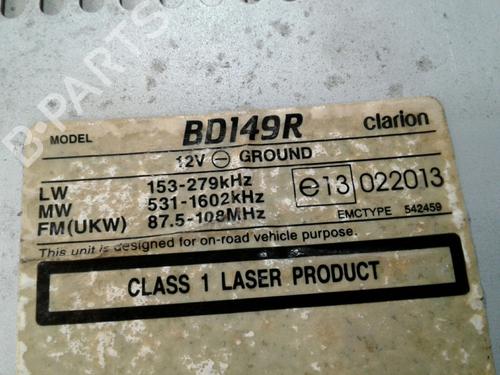 MODEL BD149R clarion
12V ⊖ GROUND
LW 153-279kHz
MW 531-1602kHz
FM(UKW) 87.5-108MHz
e13 022013
EMCTYPE 542459
This unit is designed for on-road vehicle purpose.
CLASS 1 LASER PRODUCT
B-PARTS